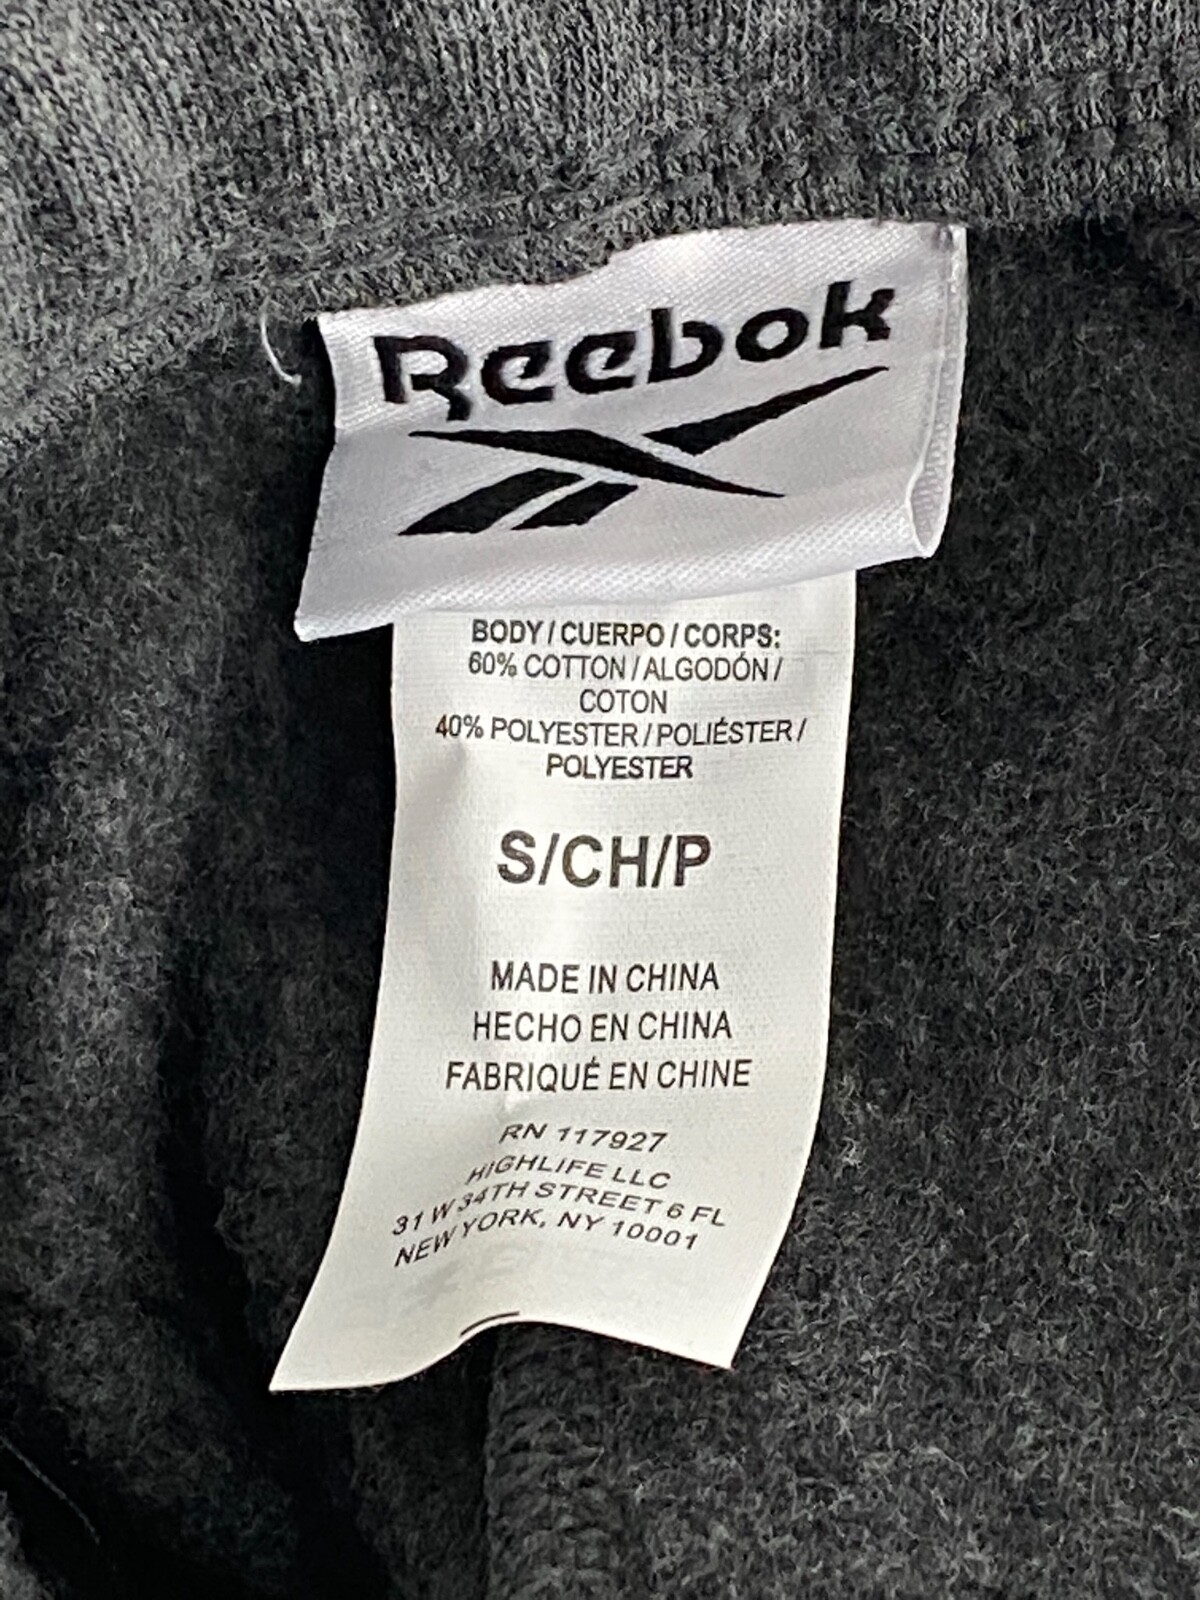 Reebok
BODY / CUERPO / CORPS:
60% COTTON / ALGODÓN /
COTON
40% POLYESTER / POLIÉSTER /
POLYESTER
S/CH/P
MADE IN CHINA
HECHO EN CHINA
FABRIQUÉ EN CHINE
RN 117927
HIGHLIFE LLC
31 W 34TH STREET 6 FL
NEW YORK, NY 10001